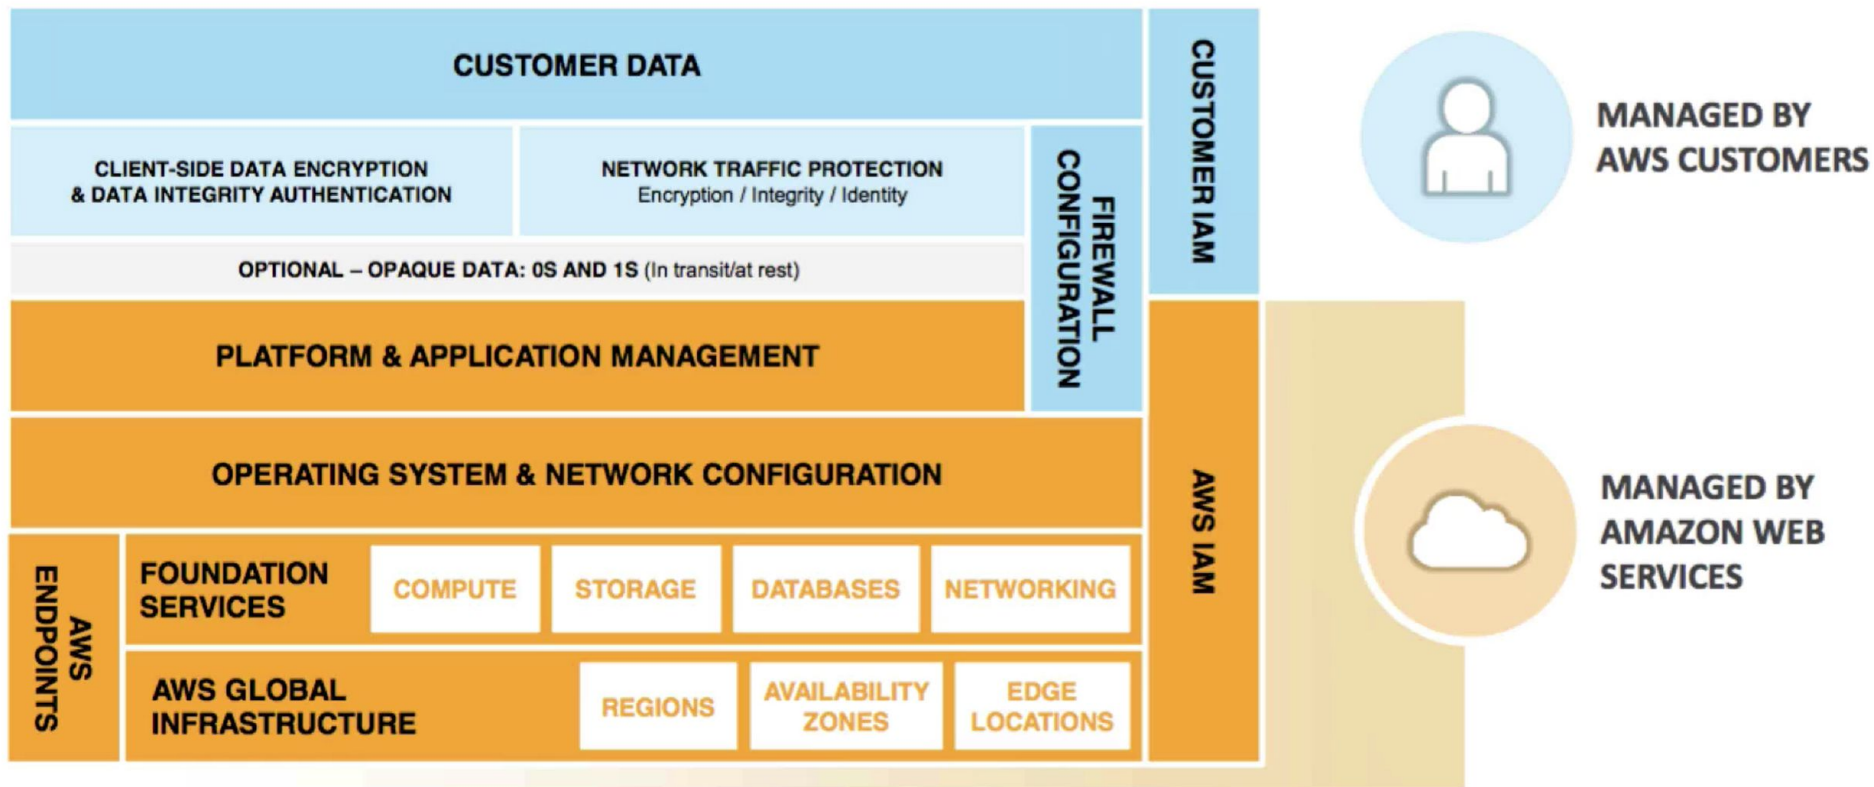 CUSTOMER DATA
CUSTOMER IAM
CLIENT-SIDE DATA ENCRYPTION
& DATA INTEGRITY AUTHENTICATION
NETWORK TRAFFIC PROTECTION
Encryption / Integrity / Identity
FIREWALL
CONFIGURATION
OPTIONAL – OPAQUE DATA: 0S AND 1S (In transit/at rest)
PLATFORM & APPLICATION MANAGEMENT
OPERATING SYSTEM & NETWORK CONFIGURATION
AWS IAM
AWS
ENDPOINTS
FOUNDATION
SERVICES
COMPUTE
STORAGE
DATABASES
NETWORKING
AWS GLOBAL
INFRASTRUCTURE
REGIONS
AVAILABILITY
ZONES
EDGE
LOCATIONS
MANAGED BY
AWS CUSTOMERS
MANAGED BY
AMAZON WEB
SERVICES